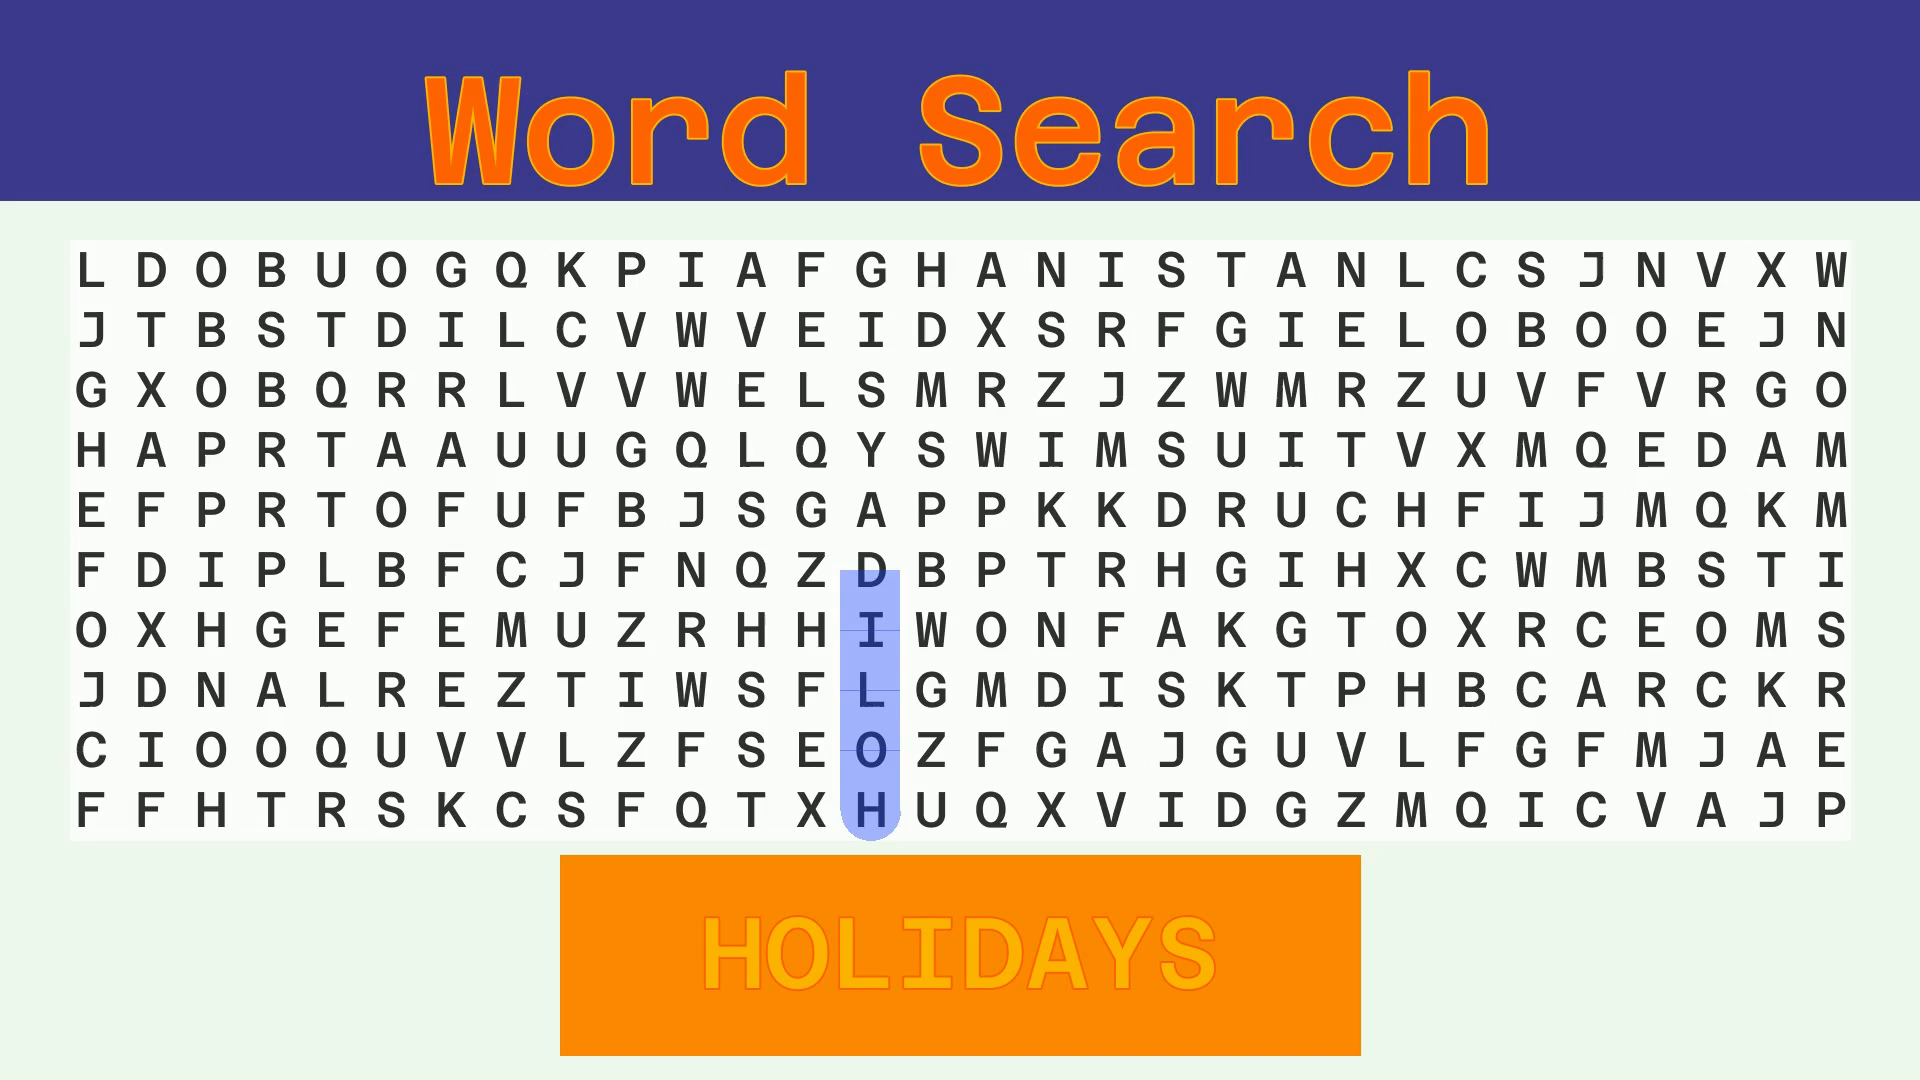 Word Search
L D O B U O G Q K P I A F G H A N I S T A N L C S J N V X W
J T B S T D I L C V W V E I D X S R F G I E L O B O O E J N
G X O B Q R R L V V W E L S M R Z J Z W M R Z U V F V R G O
H A P R T A A U U G Q L Q Y S W I M S U I T V X M Q E D A M
E F P R T O F U F B J S G A P P K K D R U C H F I J M Q K M
F D I P L B F C J F N Q Z D B P T R H G I H X C W M B S T I
O X H G E F E M U Z R H H I W O N F A K G T O X R C E O M S
J D N A L R E Z T I W S F L G M D I S K T P H B C A R C K R
C I O O Q U V V L Z F S E O Z F G A J G U V L F G F M J A E
F F H T R S K C S F Q T X H U Q X V I D G Z M Q I C V A J P
HOLIDAYS